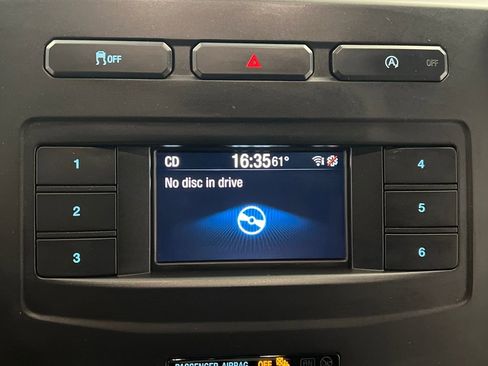 OFF
A OFF
CD 16:35 61°
No disc in drive
1
2
3
4
5
6
PASSENGER AIRBAG OFF